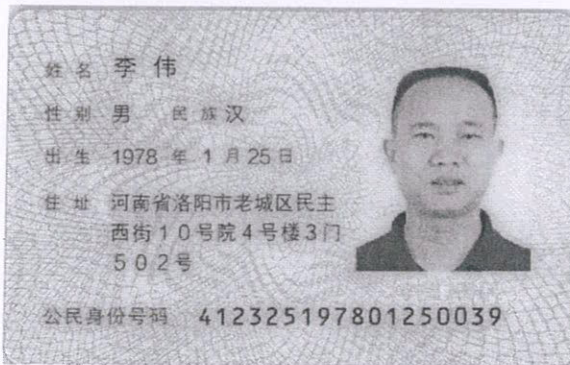 姓名 李伟
性别 男 民族 汉
出生 1978 年 1 月 25 日
住址 河南省洛阳市老城区民主
西街10号院4号楼3门
502号
公民身份号码 412325197801250039